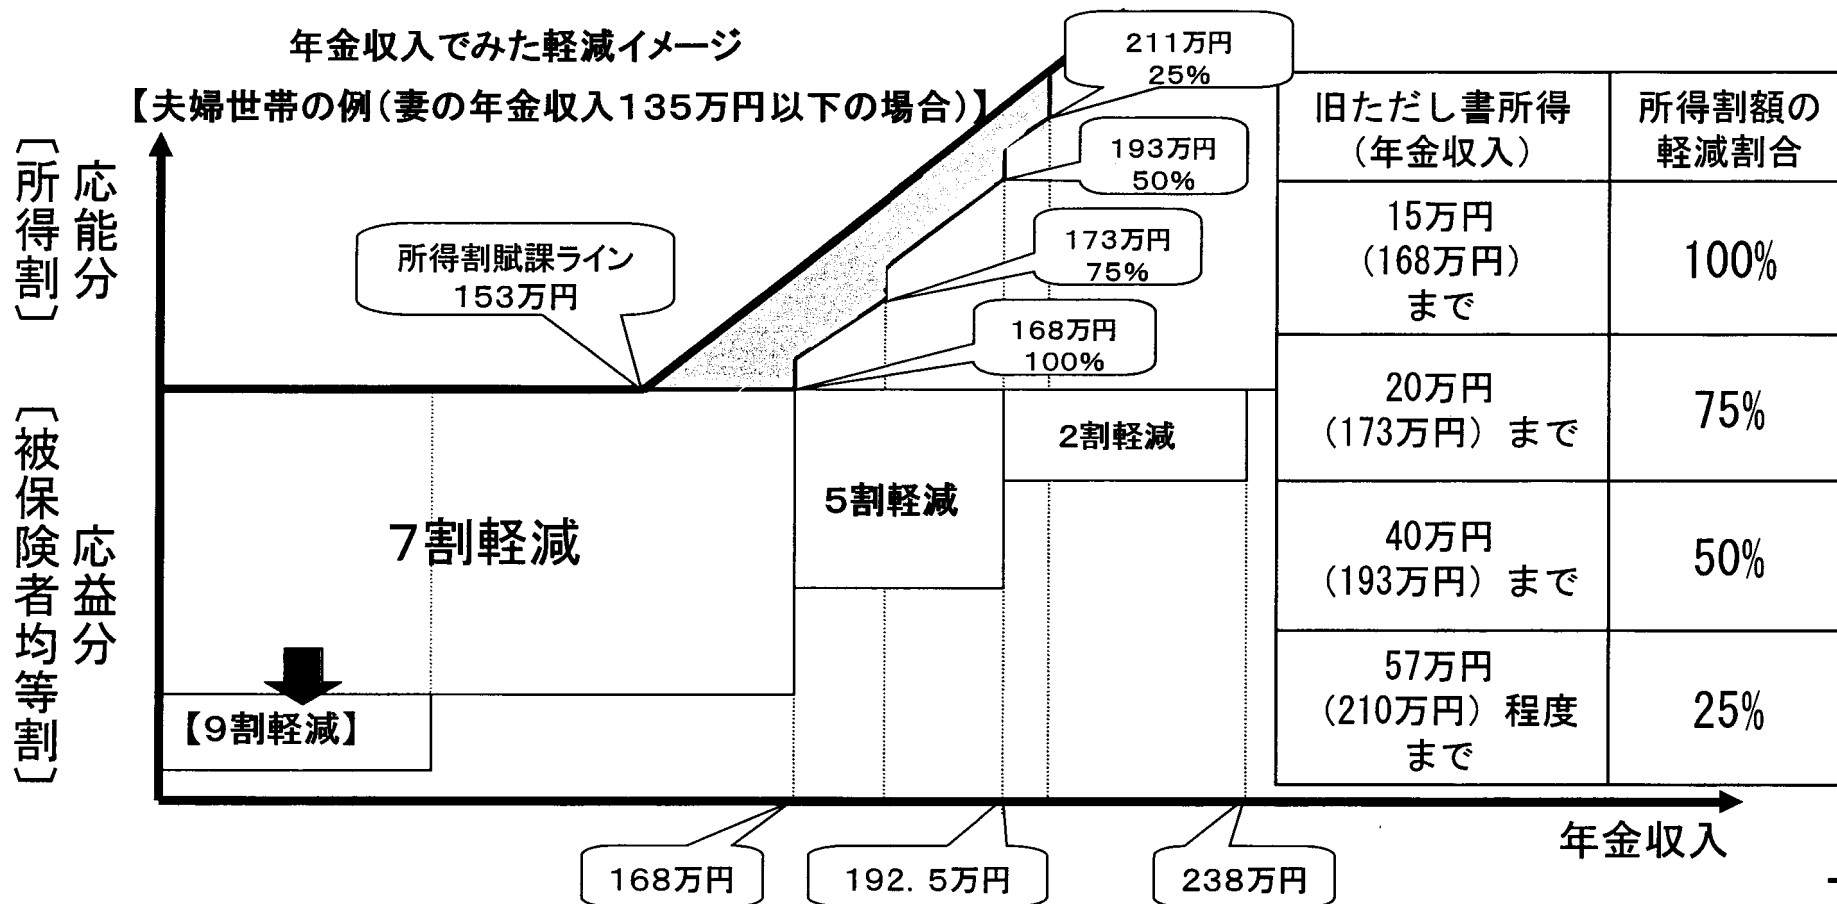 年金収入でみた軽減イメージ
【夫婦世帯の例(妻の年金収入135万円以下の場合)】
応能分
〔所得割〕
応益分
〔被保険者均等割〕
所得割賦課ライン
153万円
211万円
25%
193万円
50%
173万円
75%
168万円
100%
7割軽減
5割軽減
2割軽減
【9割軽減】
168万円
192.5万円
238万円
年金収入
旧ただし書所得
(年金収入)
所得割額の
軽減割合
15万円
(168万円)
まで
100%
20万円
(173万円) まで
75%
40万円
(193万円) まで
50%
57万円
(210万円) 程度
まで
25%